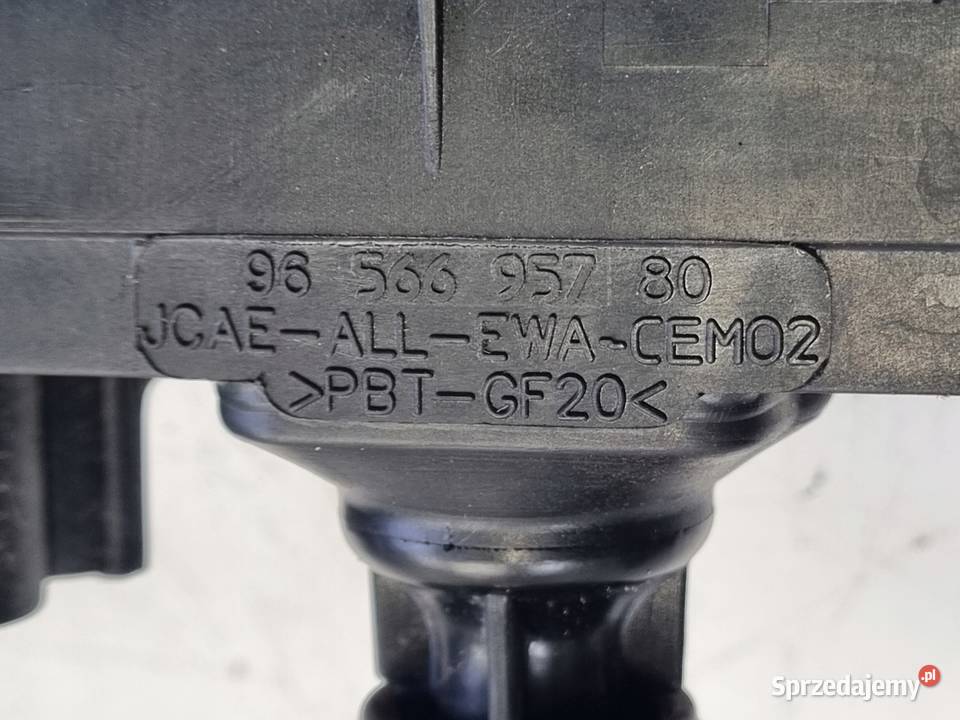 96 566 957 80
JCAE-ALL-EWA-CEM02
>PBT-GF20<
Sprzedajemy.pl